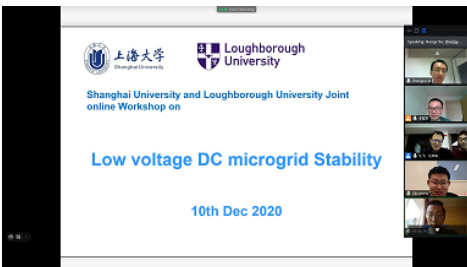 上海大学
Shanghai University
Loughborough
University
Shanghai University and Loughborough University Joint
online Workshop on
Low voltage DC microgrid Stability
10th Dec 2020